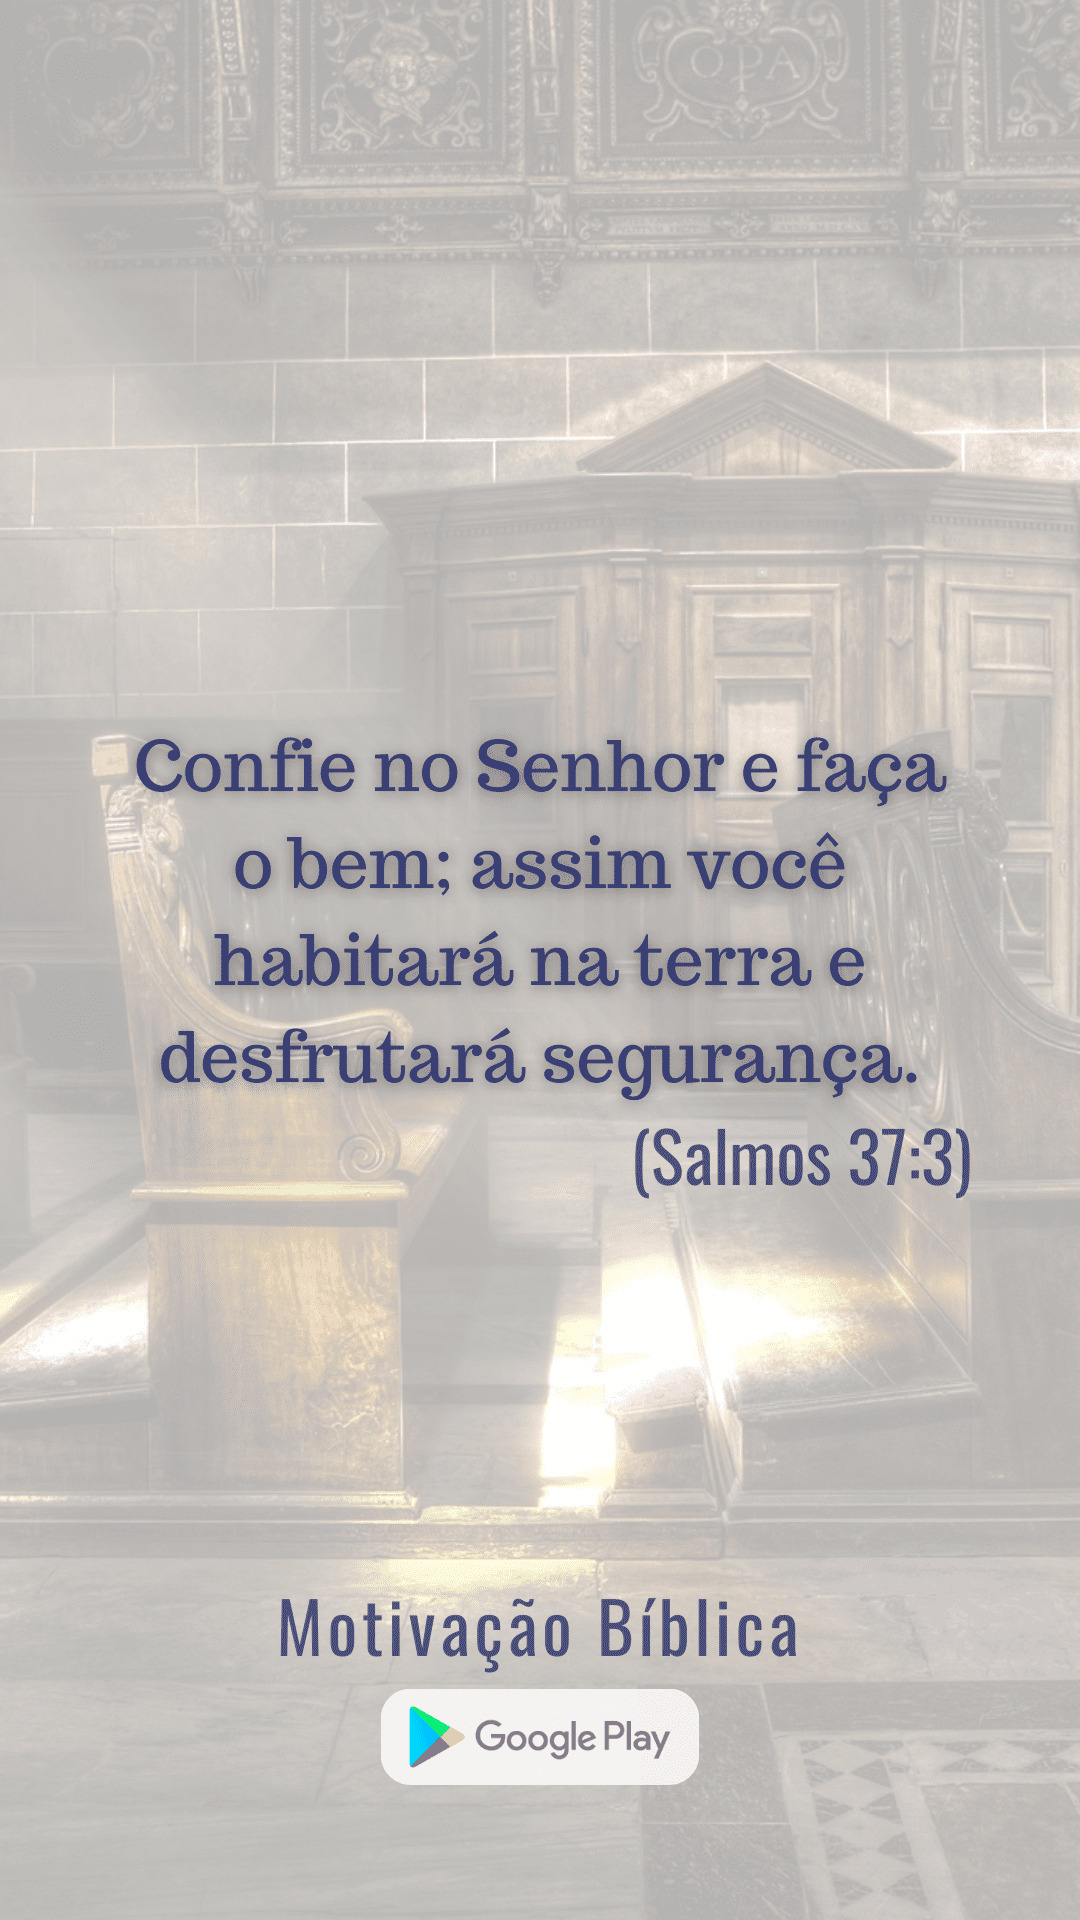 OPA
Confie no Senhor e faça
o bem; assim você
habitará na terra e
desfrutará segurança.
(Salmos 37:3)
Motivação Bíblica
Google Play